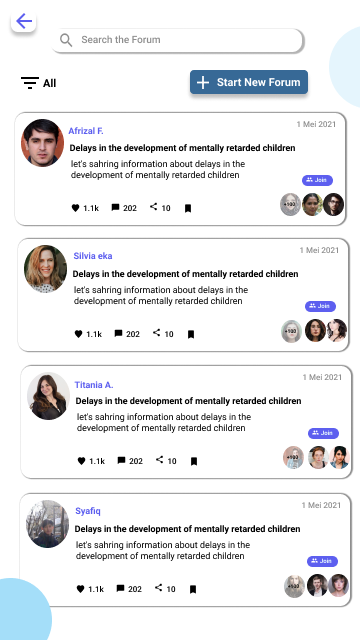 Search the Forum
All
Start New Forum
1 Mei 2021
Afrizal F.
Delays in the development of mentally retarded children
let's sahring information about delays in the
development of mentally retarded children
Join
1.1k 202 10
+100
1 Mei 2021
Silvia eka
Delays in the development of mentally retarded children
let's sahring information about delays in the
development of mentally retarded children
Join
1.1k 202 10
+100
1 Mei 2021
Titania A.
Delays in the development of mentally retarded children
let's sahring information about delays in the
development of mentally retarded children
Join
1.1k 202 10
+100
1 Mei 2021
Syafiq
Delays in the development of mentally retarded children
let's sahring information about delays in the
development of mentally retarded children
Join
1.1k 202 10
+100